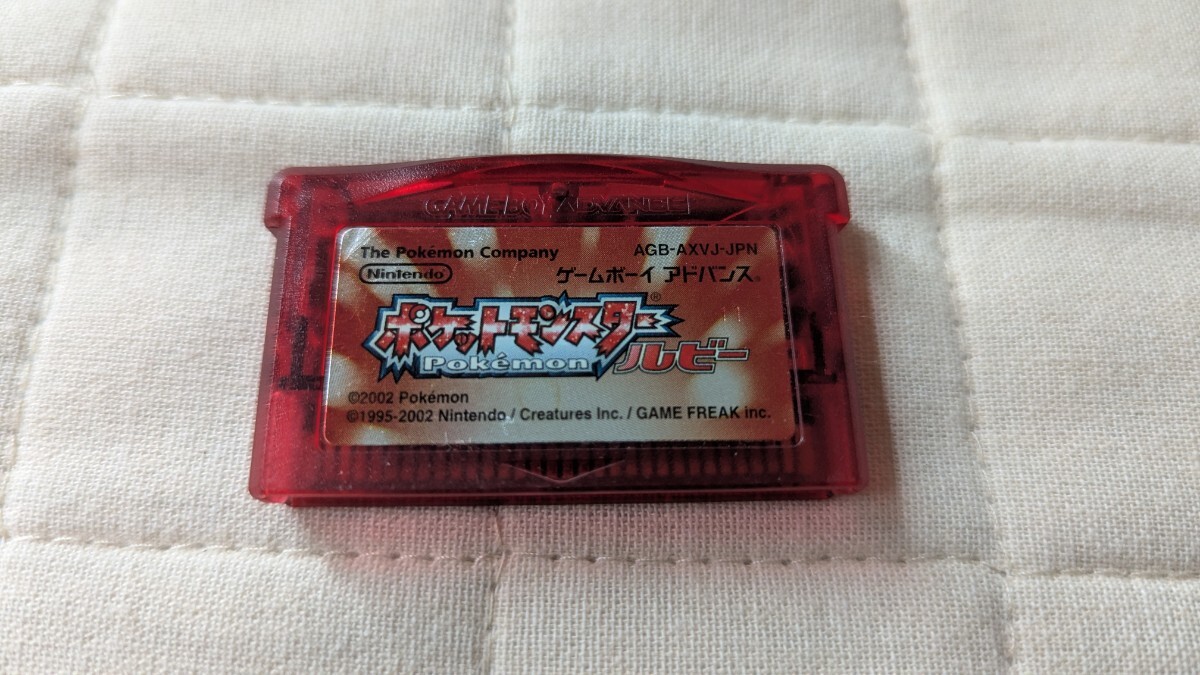 GAME BOY ADVANCE
The Pokémon Company AGB-AXVJ-JPN
Nintendo ゲームボーイ アドバンス®
ポケットモンスター®
Pokémon ルビー
©2002 Pokémon
©1995-2002 Nintendo / Creatures Inc. / GAME FREAK inc.